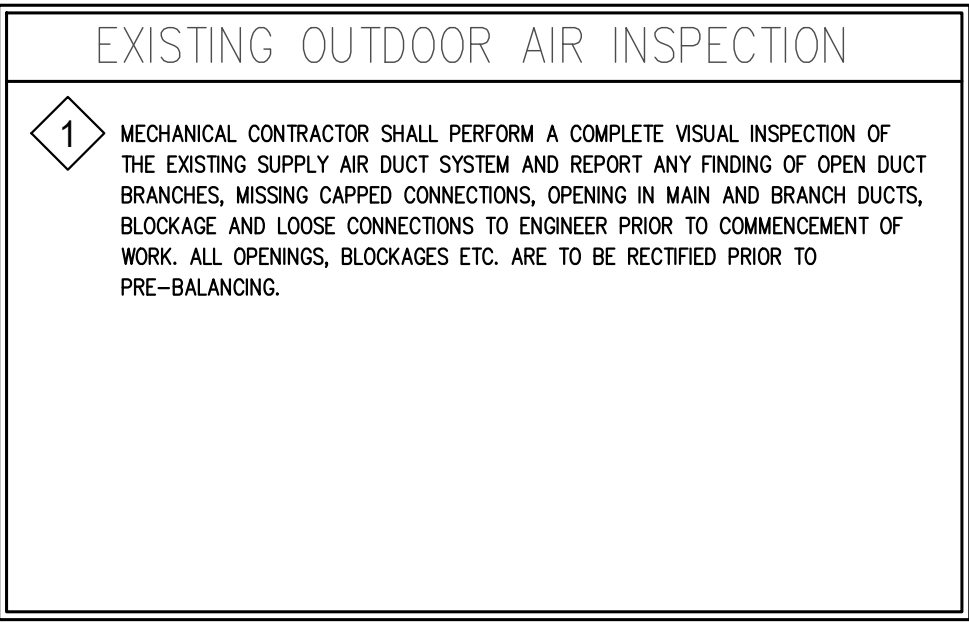 EXISTING OUTDOOR AIR INSPECTION
1
MECHANICAL CONTRACTOR SHALL PERFORM A COMPLETE VISUAL INSPECTION OF
THE EXISTING SUPPLY AIR DUCT SYSTEM AND REPORT ANY FINDING OF OPEN DUCT
BRANCHES, MISSING CAPPED CONNECTIONS, OPENING IN MAIN AND BRANCH DUCTS,
BLOCKAGE AND LOOSE CONNECTIONS TO ENGINEER PRIOR TO COMMENCEMENT OF
WORK. ALL OPENINGS, BLOCKAGES ETC. ARE TO BE RECTIFIED PRIOR TO
PRE-BALANCING.